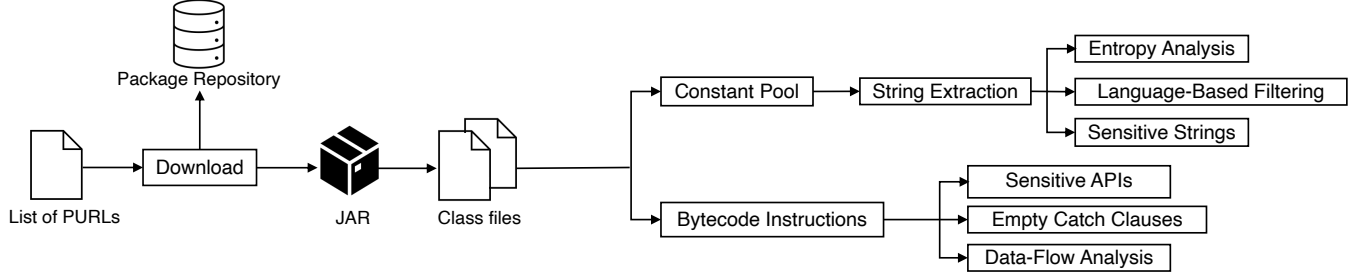 Package Repository
List of PURLs
Download
JAR
Class files
Constant Pool
String Extraction
Entropy Analysis
Language-Based Filtering
Sensitive Strings
Bytecode Instructions
Sensitive APIs
Empty Catch Clauses
Data-Flow Analysis